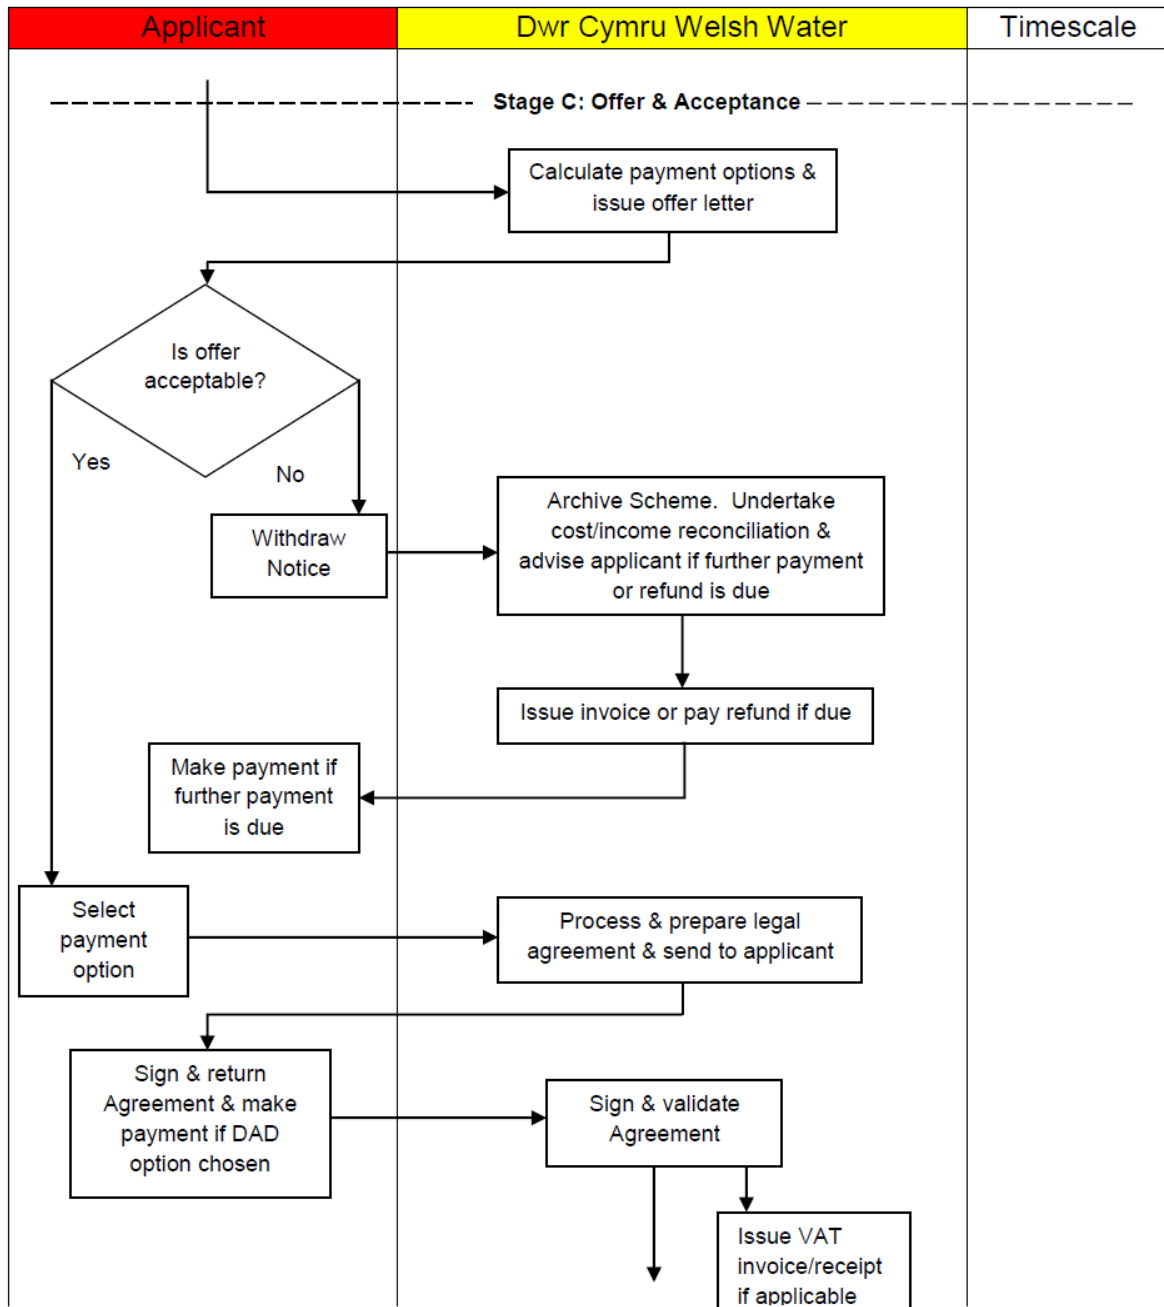 Applicant
Dwr Cymru Welsh Water
Timescale
Stage C: Offer & Acceptance
Calculate payment options &
issue offer letter
Is offer
acceptable?
Yes
No
Withdraw
Notice
Archive Scheme.  Undertake
cost/income reconciliation &
advise applicant if further payment
or refund is due
Issue invoice or pay refund if due
Make payment if
further payment
is due
Select
payment
option
Process & prepare legal
agreement & send to applicant
Sign & return
Agreement & make
payment if DAD
option chosen
Sign & validate
Agreement
Issue VAT
invoice/receipt
if applicable